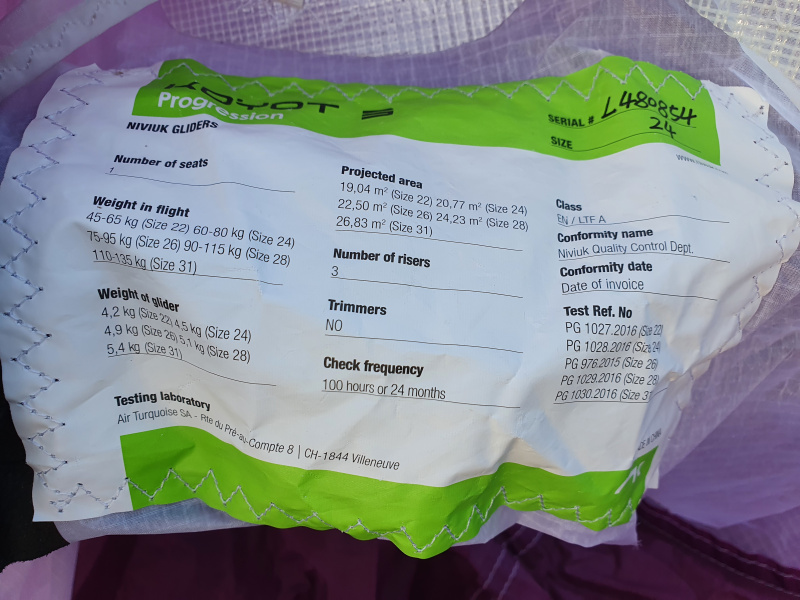 KOYOT 3
Progression
NIVIUK GLIDERS
SERIAL # L480854
SIZE 24
www.
Number of seats
1
Weight in flight
45-65 kg (Size 22) 60-80 kg (Size 24)
75-95 kg (Size 26) 90-115 kg (Size 28)
110-135 kg (Size 31)
Weight of glider
4,2 kg (Size 22) 4,5 kg (Size 24)
4,9 kg (Size 26) 5,1 kg (Size 28)
5,4 kg (Size 31)
Testing laboratory
Air Turquoise SA - Rte du Pré-au-Compte 8 | CH-1844 Villeneuve
Projected area
19,04 m² (Size 22) 20,77 m² (Size 24)
22,50 m² (Size 26) 24,23 m² (Size 28)
26,83 m² (Size 31)
Number of risers
3
Trimmers
NO
Check frequency
100 hours or 24 months
Class
EN / LTF A
Conformity name
Niviuk Quality Control Dept.
Conformity date
Date of invoice
Test Ref. No
PG 1027.2016 (Size 22)
PG 1028.2016 (Size 24)
PG 976.2015 (Size 26)
PG 1029.2016 (Size 28)
PG 1030.2016 (Size 31